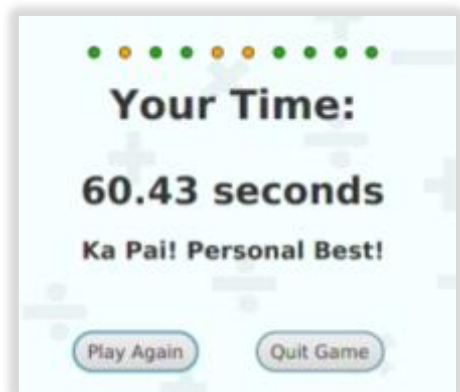 Your Time:
60.43 seconds
Ka Pai! Personal Best!
Play Again Quit Game